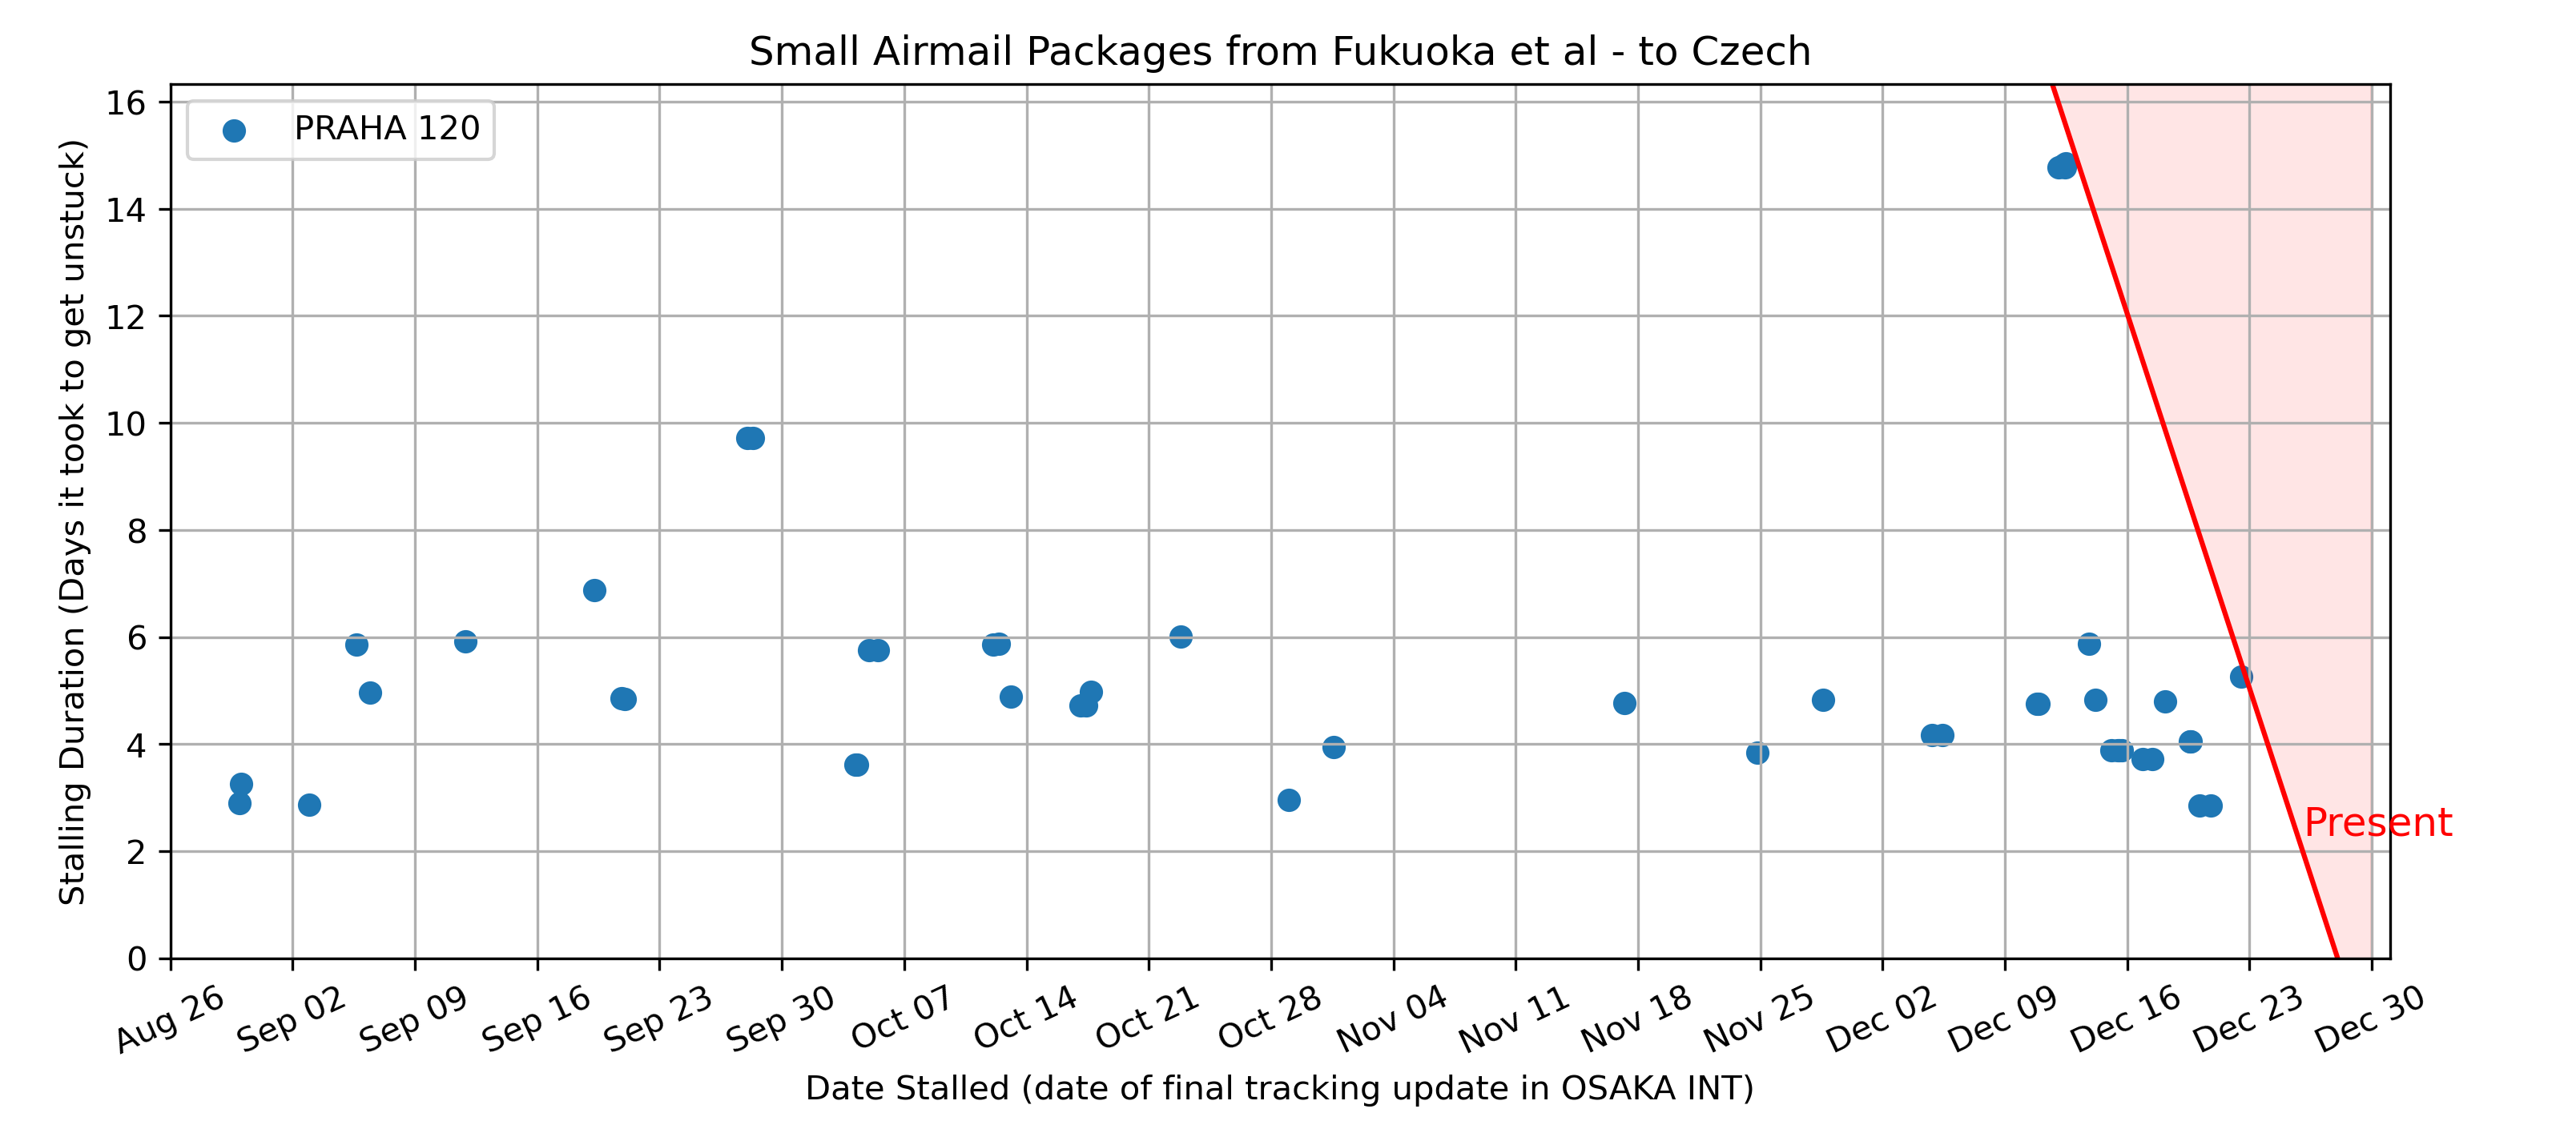 Small Airmail Packages from Fukuoka et al - to Czech
PRAHA 120
Stalling Duration (Days it took to get unstuck)
16
14
12
10
8
6
4
2
0
Present
Aug 26
Sep 02
Sep 09
Sep 16
Sep 23
Sep 30
Oct 07
Oct 14
Oct 21
Oct 28
Nov 04
Nov 11
Nov 18
Nov 25
Dec 02
Dec 09
Dec 16
Dec 23
Dec 30
Date Stalled (date of final tracking update in OSAKA INT)